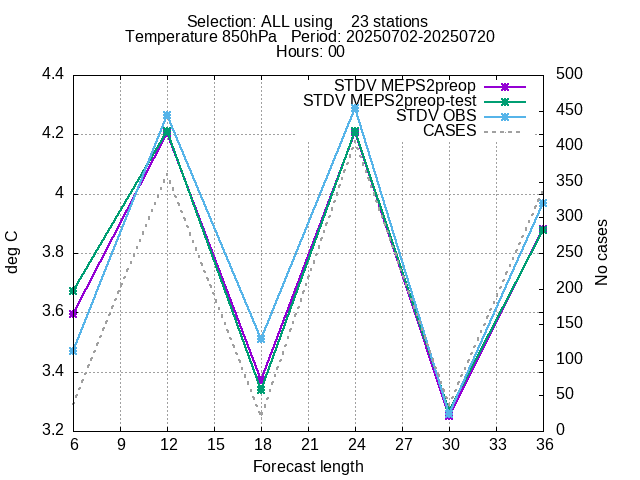 Selection: ALL using    23 stations
Temperature 850hPa   Period: 20250702-20250720
Hours: 00
STDV MEPS2preop
STDV MEPS2preop-test
STDV OBS
CASES
deg C
4.4
4.2
4
3.8
3.6
3.4
3.2
500
450
400
350
300
250
200
150
100
50
0
No cases
6 9 12 15 18 21 24 27 30 33 36
Forecast length